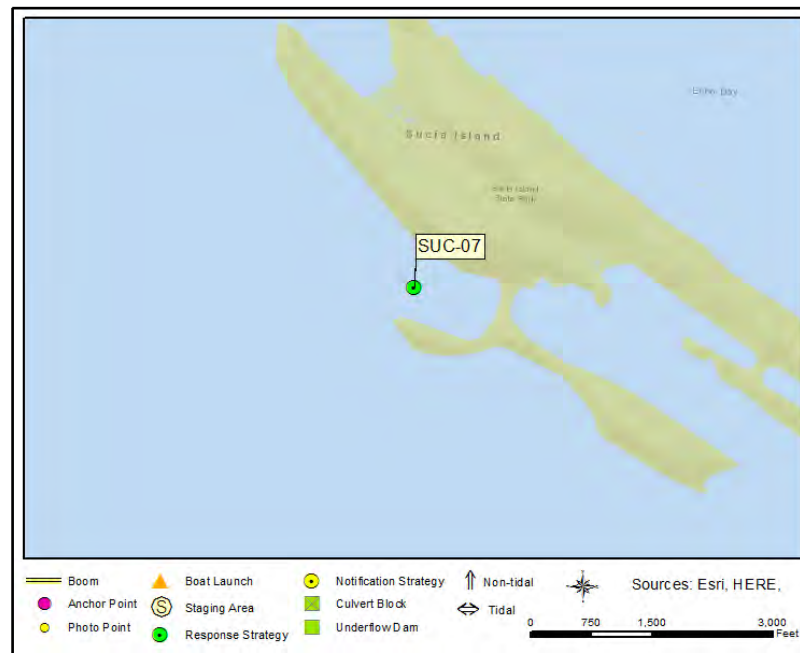 Sucia Island
SUC-07
Boom
Boat Launch
Notification Strategy
Non-tidal
Sources: Esri, HERE,
Anchor Point
S
Staging Area
Culvert Block
Tidal
Photo Point
Response Strategy
Underflow Dam
0 750 1,500 3,000
Feet